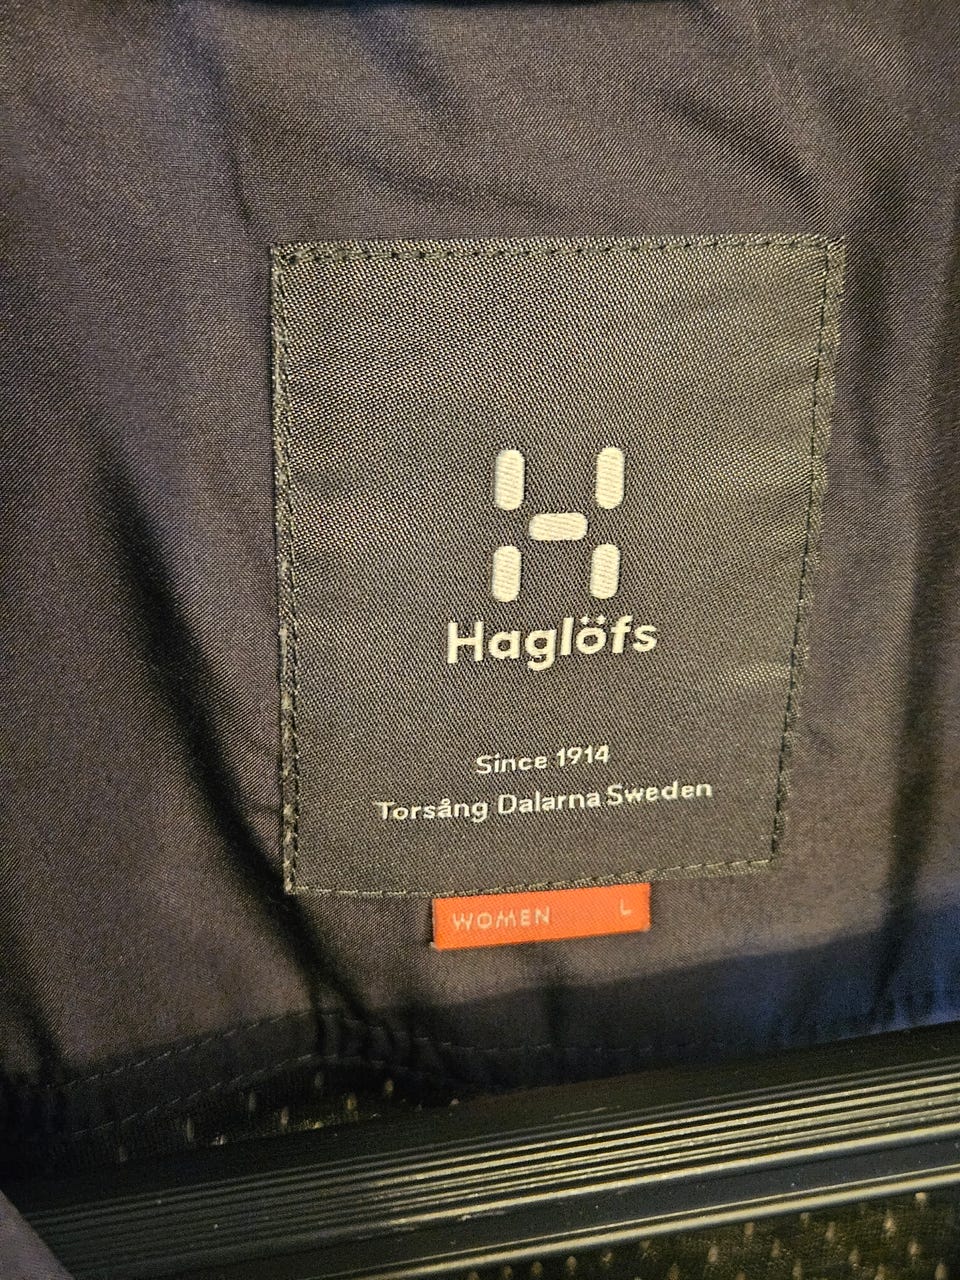 Haglöfs
Since 1914
Torsång Dalarna Sweden
WOMEN L